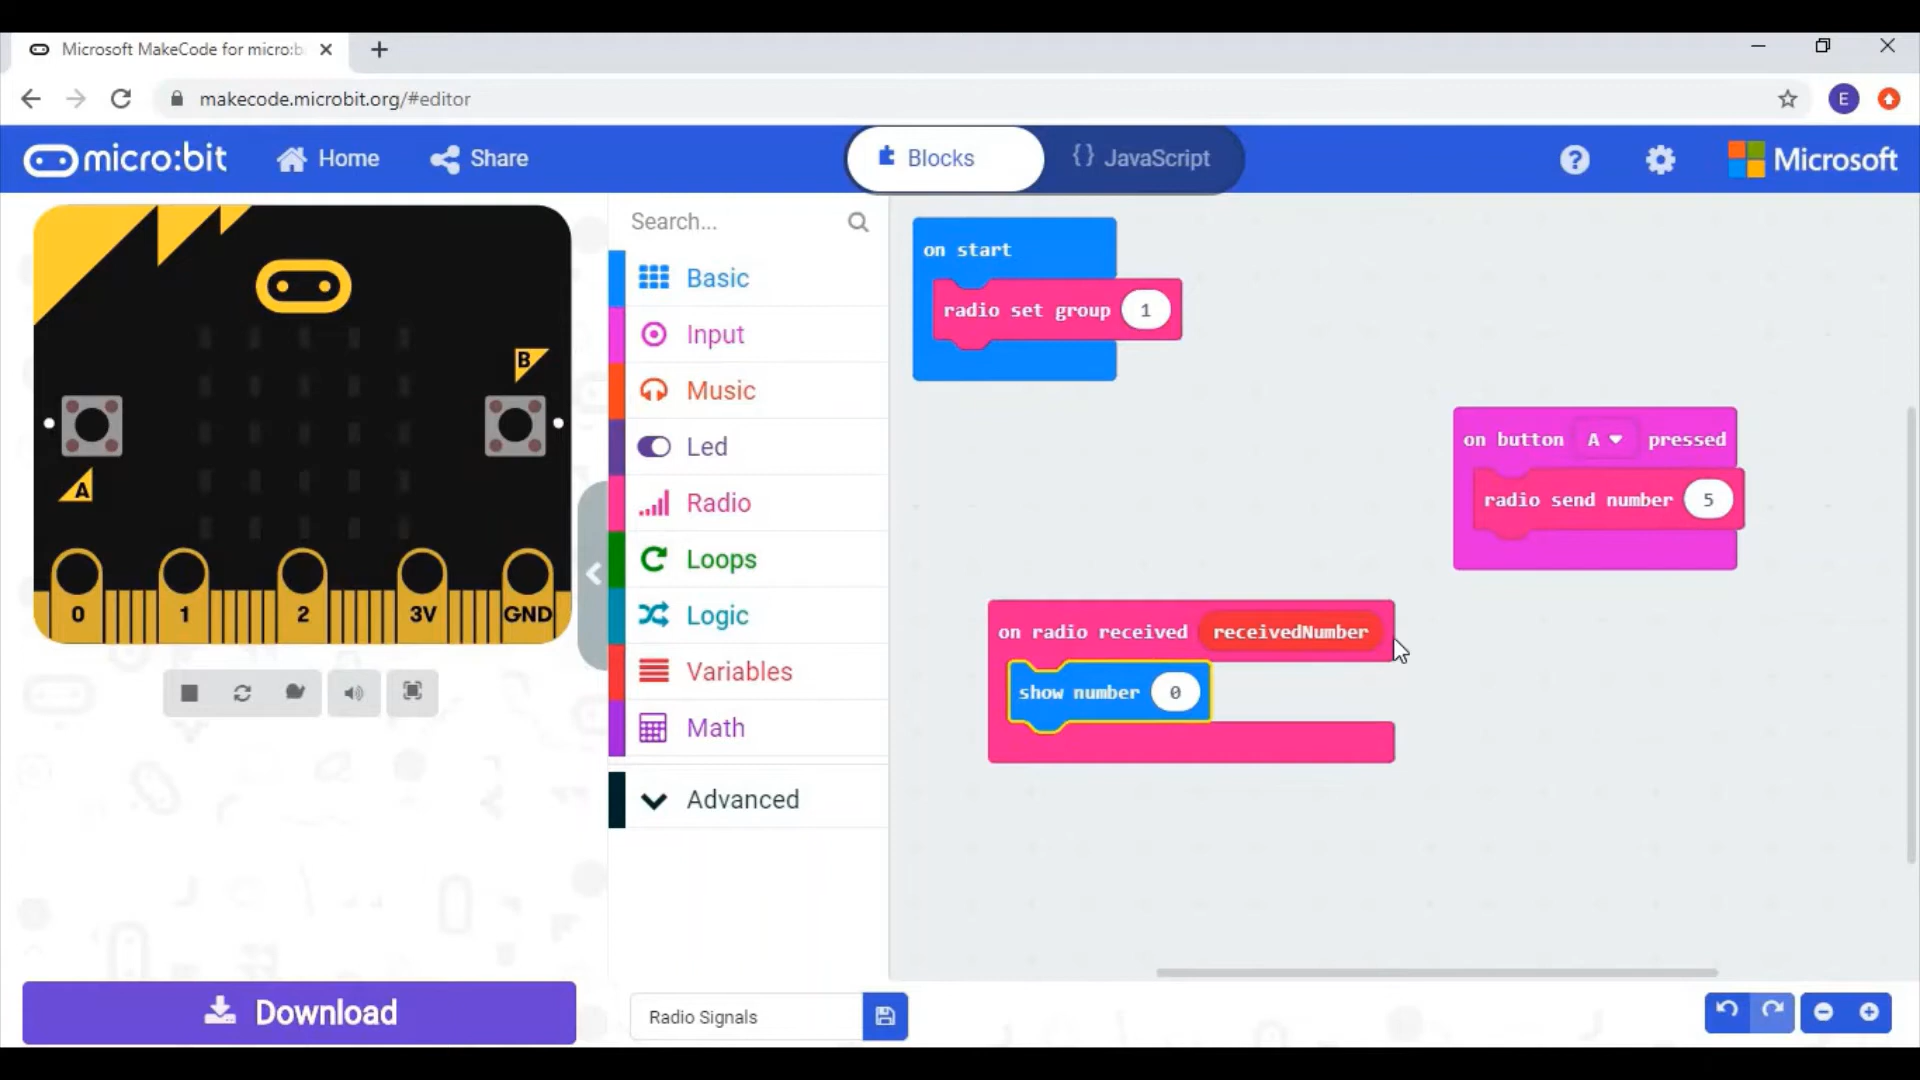 Microsoft MakeCode for micro:b
makecode.microbit.org/#editor
E
micro:bit
Home
Share
Blocks
{} JavaScript
?
Microsoft
B
A
0
1
2
3V
GND
Download
Search...
Basic
Input
Music
Led
Radio
Loops
Logic
Variables
Math
Advanced
Radio Signals
on start
radio set group 1
on button A pressed
radio send number 5
on radio received receivedNumber
show number 0